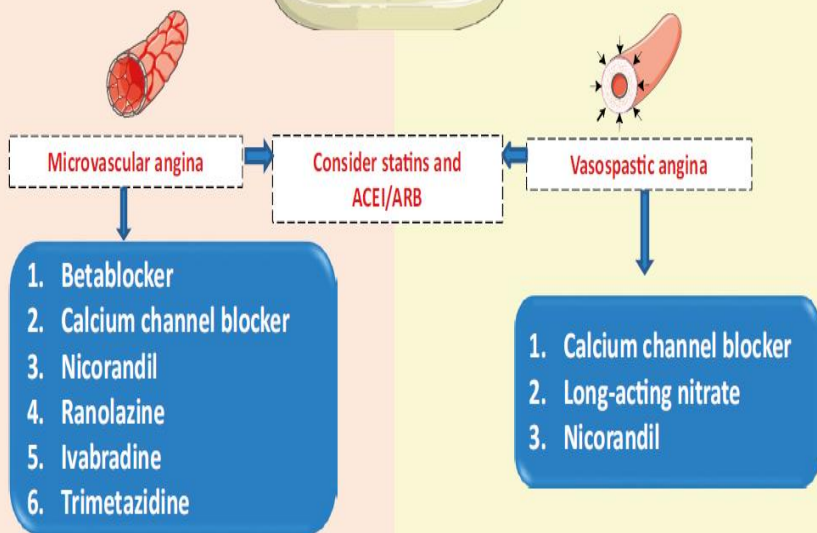 Microvascular angina
Consider statins and
ACEI/ARB
Vasospastic angina
1. Betablocker
2. Calcium channel blocker
3. Nicorandil
4. Ranolazine
5. Ivabradine
6. Trimetazidine
1. Calcium channel blocker
2. Long-acting nitrate
3. Nicorandil